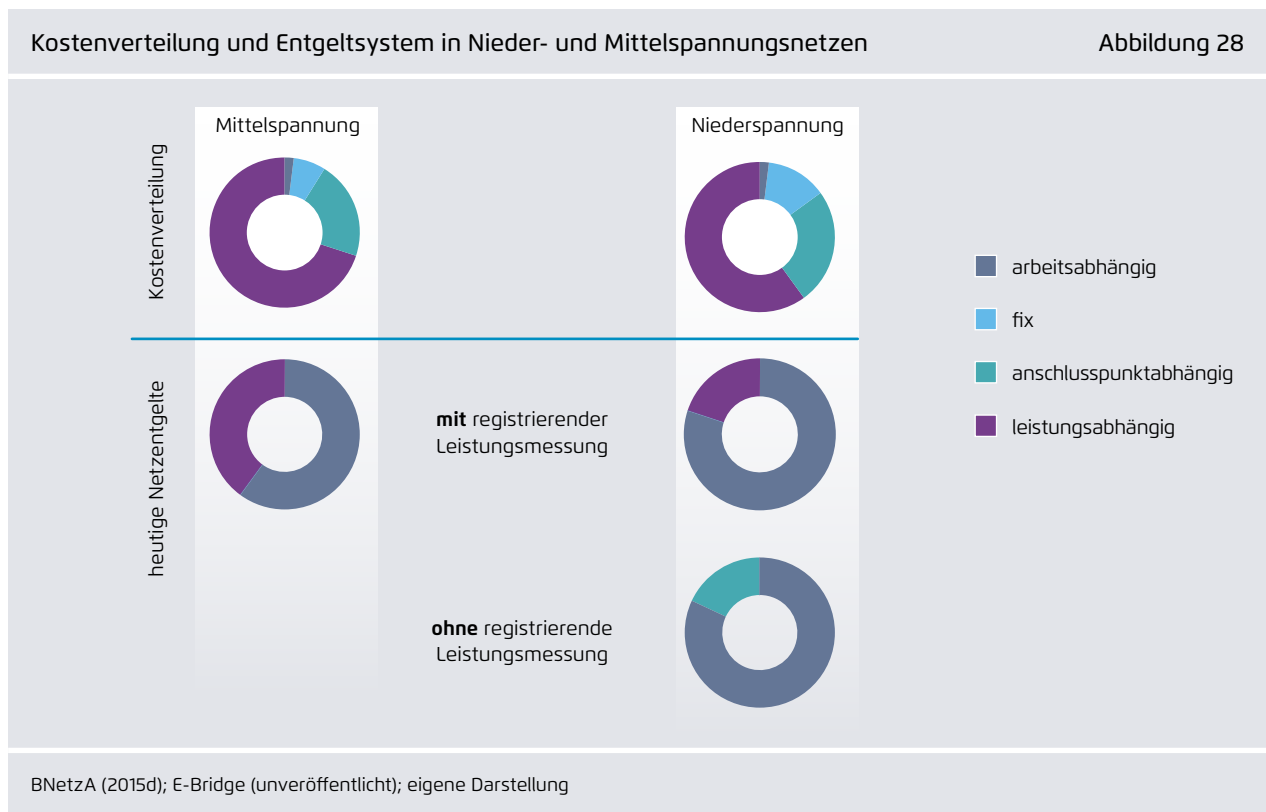 Kostenverteilung und Entgeltsystem in Nieder- und Mittelspannungsnetzen
Abbildung 28
Mittelspannung
Niederspannung
Kostenverteilung
heutige Netzentgelte
mit registrierender
Leistungsmessung
ohne registrierende
Leistungsmessung
arbeitsabhängig
fix
anschlusspunktabhängig
leistungsabhängig
BNetzA (2015d); E-Bridge (unveröffentlicht); eigene Darstellung